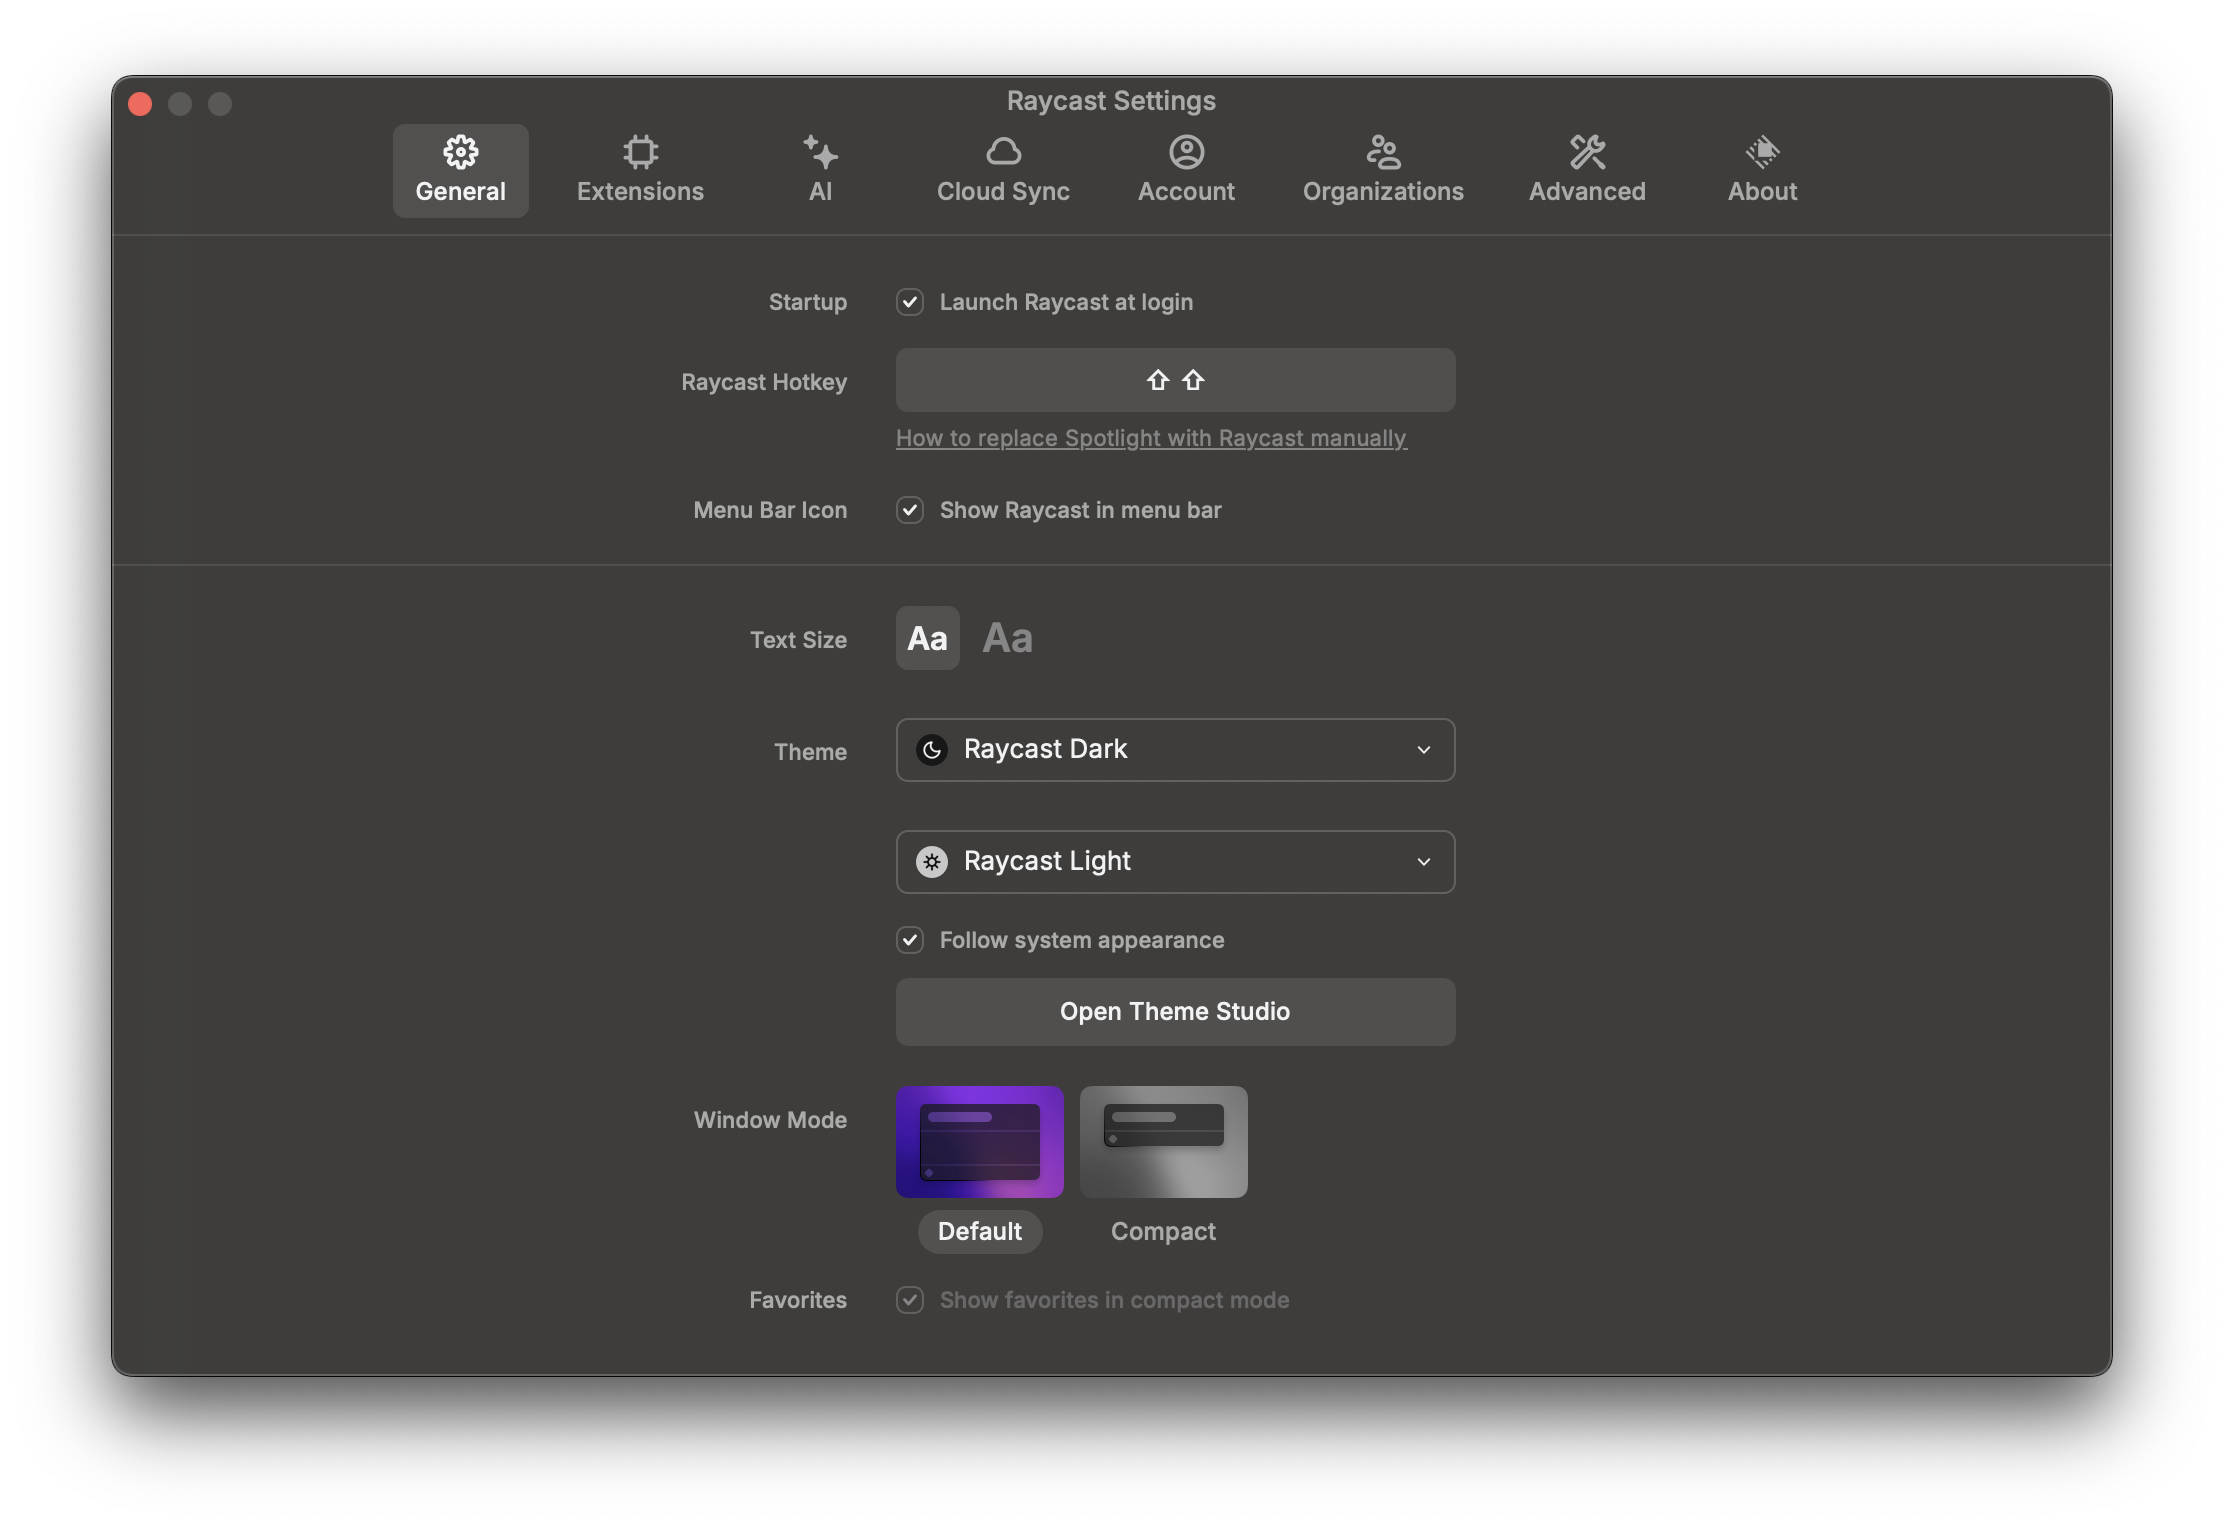 Raycast Settings
General
Extensions
AI
Cloud Sync
Account
Organizations
Advanced
About
Startup
Launch Raycast at login
Raycast Hotkey
⇧ ⇧
How to replace Spotlight with Raycast manually
Menu Bar Icon
Show Raycast in menu bar
Text Size
Aa Aa
Theme
Raycast Dark
Raycast Light
Follow system appearance
Open Theme Studio
Window Mode
Default
Compact
Favorites
Show favorites in compact mode